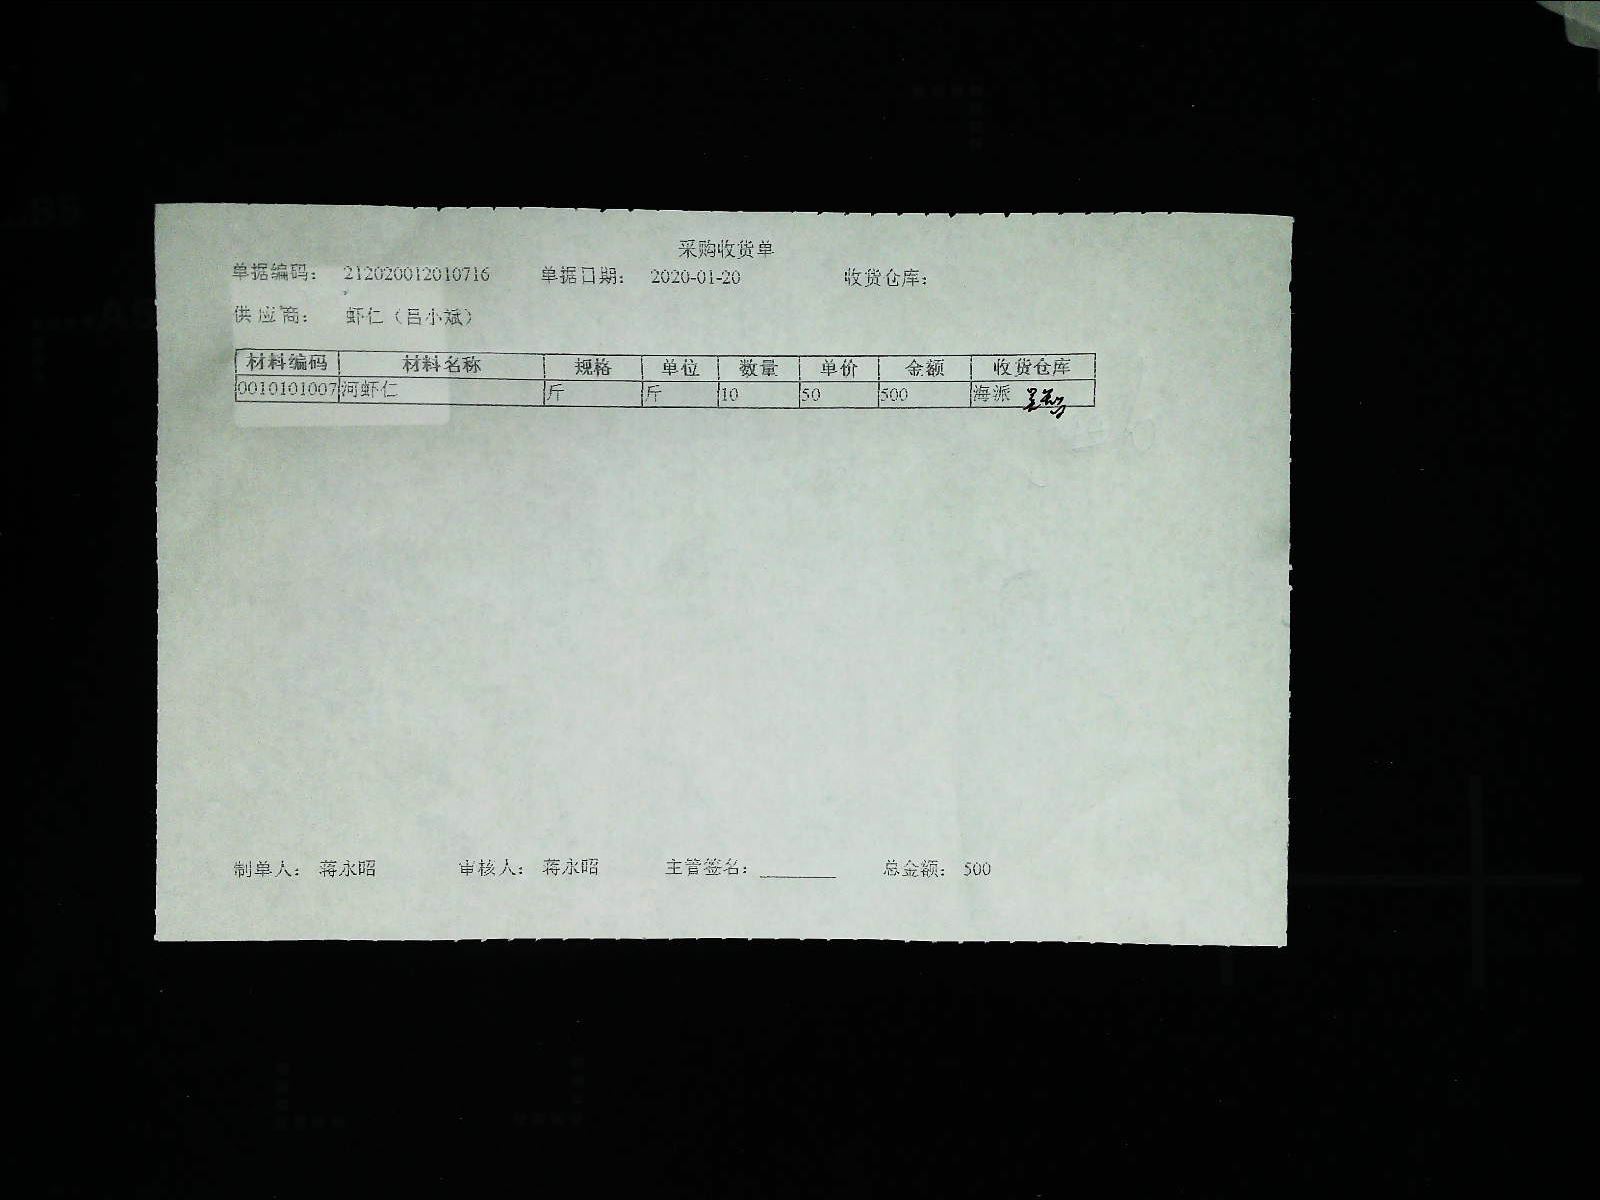 采购收货单
单据编码： 212020012010716 单据日期： 2020-01-20 收货仓库：
供应商： 虾仁（吕小斌）
材料编码 材料名称 规格 单位 数量 单价 金额 收货仓库
0010101007 河虾仁 斤 斤 10 50 500 海派
制单人： 蒋永昭 审核人： 蒋永昭 主管签名： 总金额： 500